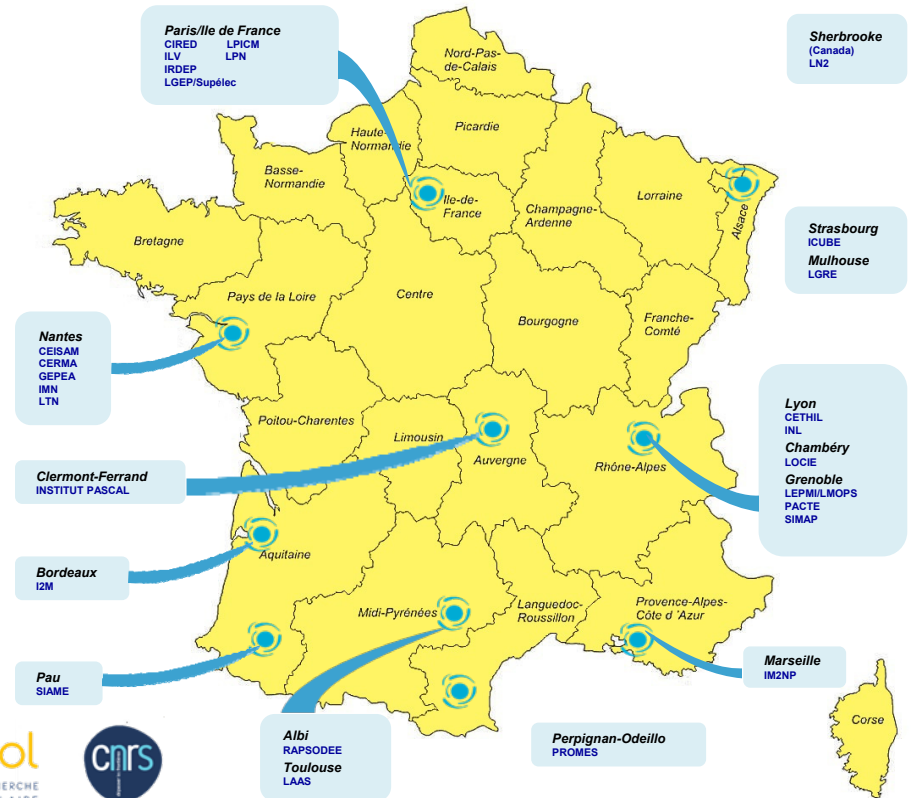 Paris/Ile de France
CIRED LPICM
ILV LPN
IRDEP
LGEP/Supélec
Sherbrooke
(Canada)
LN2
Nord-Pas-
de-Calais
Picardie
Haute-
Normandie
Basse-
Normandie
Ile-de-
France
Champagne-
Ardenne
Lorraine
Alsace
Strasbourg
ICUBE
Mulhouse
LGRE
Bretagne
Pays de la Loire
Centre
Bourgogne
Franche-
Comté
Nantes
CEISAM
CERMA
GEPEA
IMN
LTN
Poitou-Charentes
Limousin
Auvergne
Rhône-Alpes
Lyon
CETHIL
INL
Chambéry
LOCIE
Grenoble
LEPMI/LMOPS
PACTE
SIMAP
Clermont-Ferrand
INSTITUT PASCAL
Aquitaine
Bordeaux
I2M
Midi-Pyrénées
Languedoc-
Roussillon
Provence-Alpes-
Côte d 'Azur
Marseille
IM2NP
Pau
SIAME
Corse
Albi
RAPSODEE
Toulouse
LAAS
Perpignan-Odeillo
PROMES
cnrs